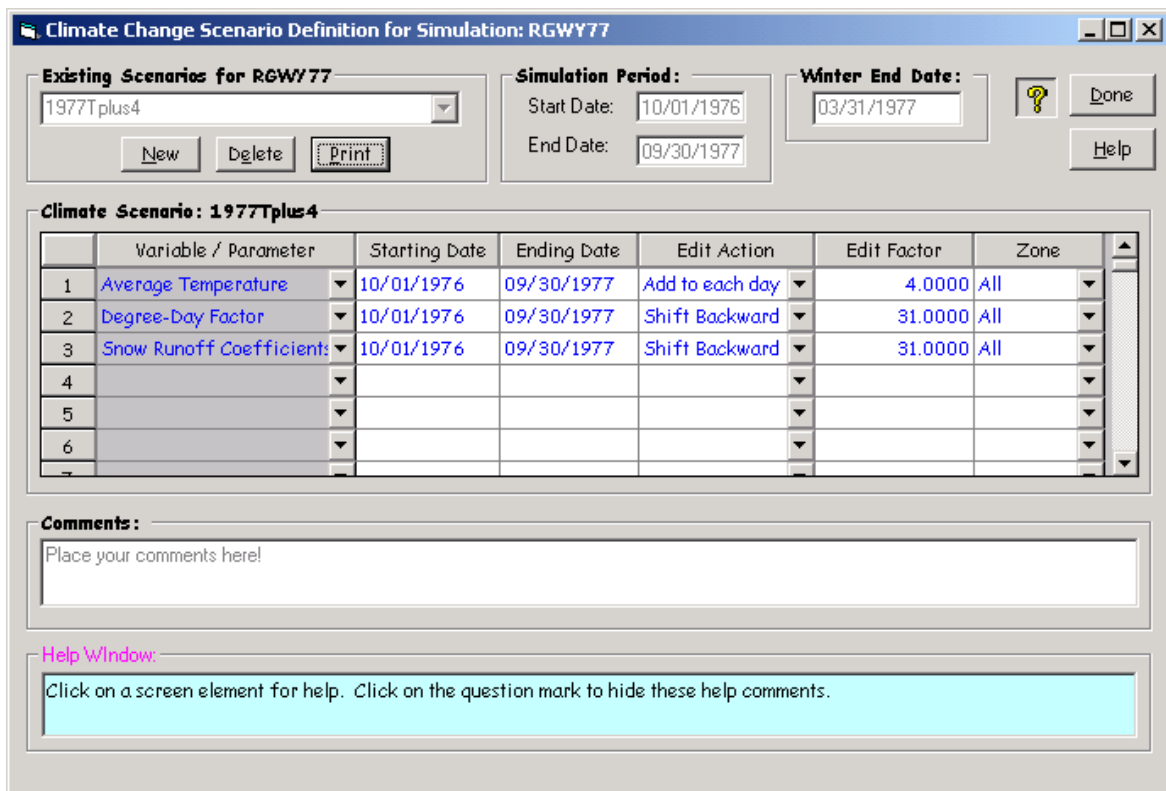 Climate Change Scenario Definition for Simulation: RGWY77
Existing Scenarios for RGWY77
1977Tplus4
New Delete Print
Simulation Period:
Start Date: 10/01/1976
End Date: 09/30/1977
Winter End Date:
03/31/1977
?
Done
Help
Climate Scenario: 1977Tplus4
Variable / Parameter Starting Date Ending Date Edit Action Edit Factor Zone
1 Average Temperature 10/01/1976 09/30/1977 Add to each day 4.0000 All
2 Degree-Day Factor 10/01/1976 09/30/1977 Shift Backward 31.0000 All
3 Snow Runoff Coefficients 10/01/1976 09/30/1977 Shift Backward 31.0000 All
4
5
6
Comments:
Place your comments here!
Help WIndow:
Click on a screen element for help. Click on the question mark to hide these help comments.